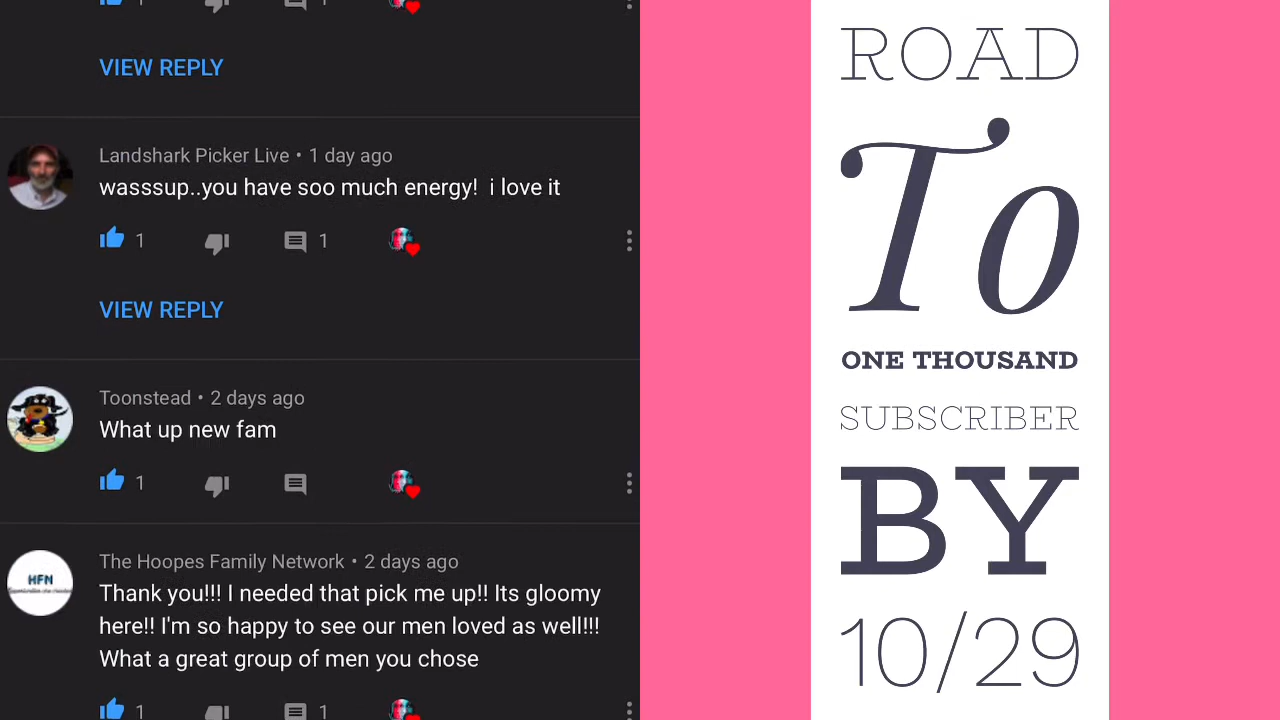 VIEW REPLY
Landshark Picker Live • 1 day ago
wasssup..you have soo much energy!  i love it
1 1
VIEW REPLY
Toonstead • 2 days ago
What up new fam
1
HFN
The Hoopes Family Network • 2 days ago
Thank you!!! I needed that pick me up!! Its gloomy
here!! I'm so happy to see our men loved as well!!!
What a great group of men you chose
1 1
ROAD
To
ONE THOUSAND
SUBSCRIBER
BY
10/29